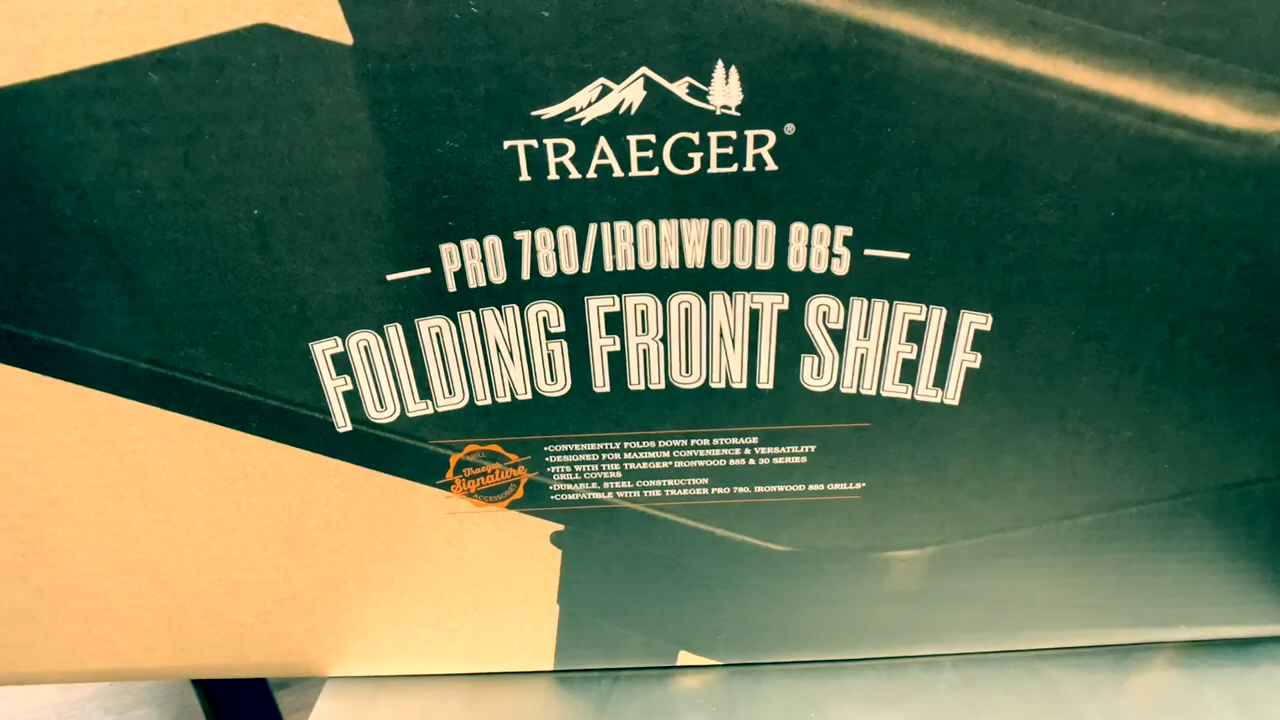 TRAEGER®
PRO 780/IRONWOOD 885
FOLDING FRONT SHELF
GRILL
Traeger
Signature
ACCESSORIES
•CONVENIENTLY FOLDS DOWN FOR STORAGE
•DESIGNED FOR MAXIMUM CONVENIENCE & VERSATILITY
•FITS WITH THE TRAEGER® IRONWOOD 885 & 30 SERIES
GRILL COVERS
•DURABLE, STEEL CONSTRUCTION
•COMPATIBLE WITH THE TRAEGER PRO 780, IRONWOOD 885 GRILLS*